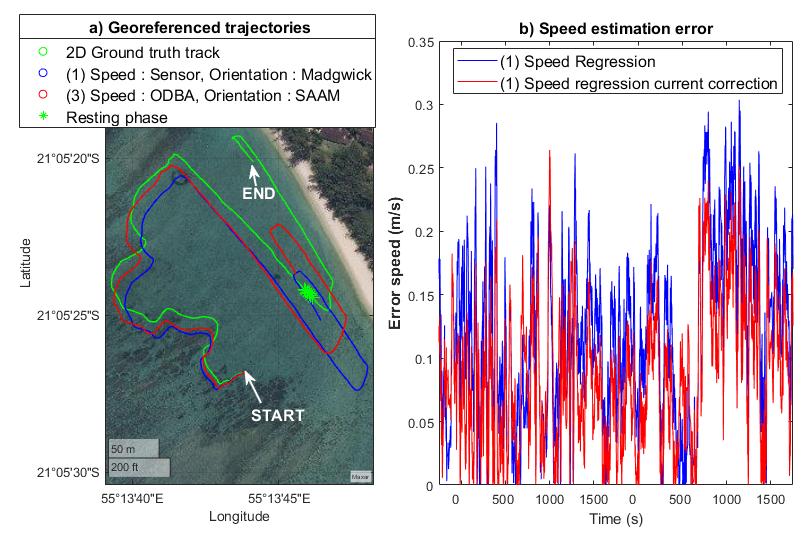 a) Georeferenced trajectories
2D Ground truth track
(1) Speed : Sensor, Orientation : Madgwick
(3) Speed : ODBA, Orientation : SAAM
Resting phase
21°05'20"S
21°05'25"S
21°05'30"S
Latitude
END
START
50 m
200 ft
Maxar
55°13'40"E
55°13'45"E
Longitude
b) Speed estimation error
(1) Speed Regression
(1) Speed regression current correction
0.35
0.3
0.25
0.2
0.15
0.1
0.05
0
Error speed (m/s)
0 500 1000 1500 0 500 1000 1500
Time (s)